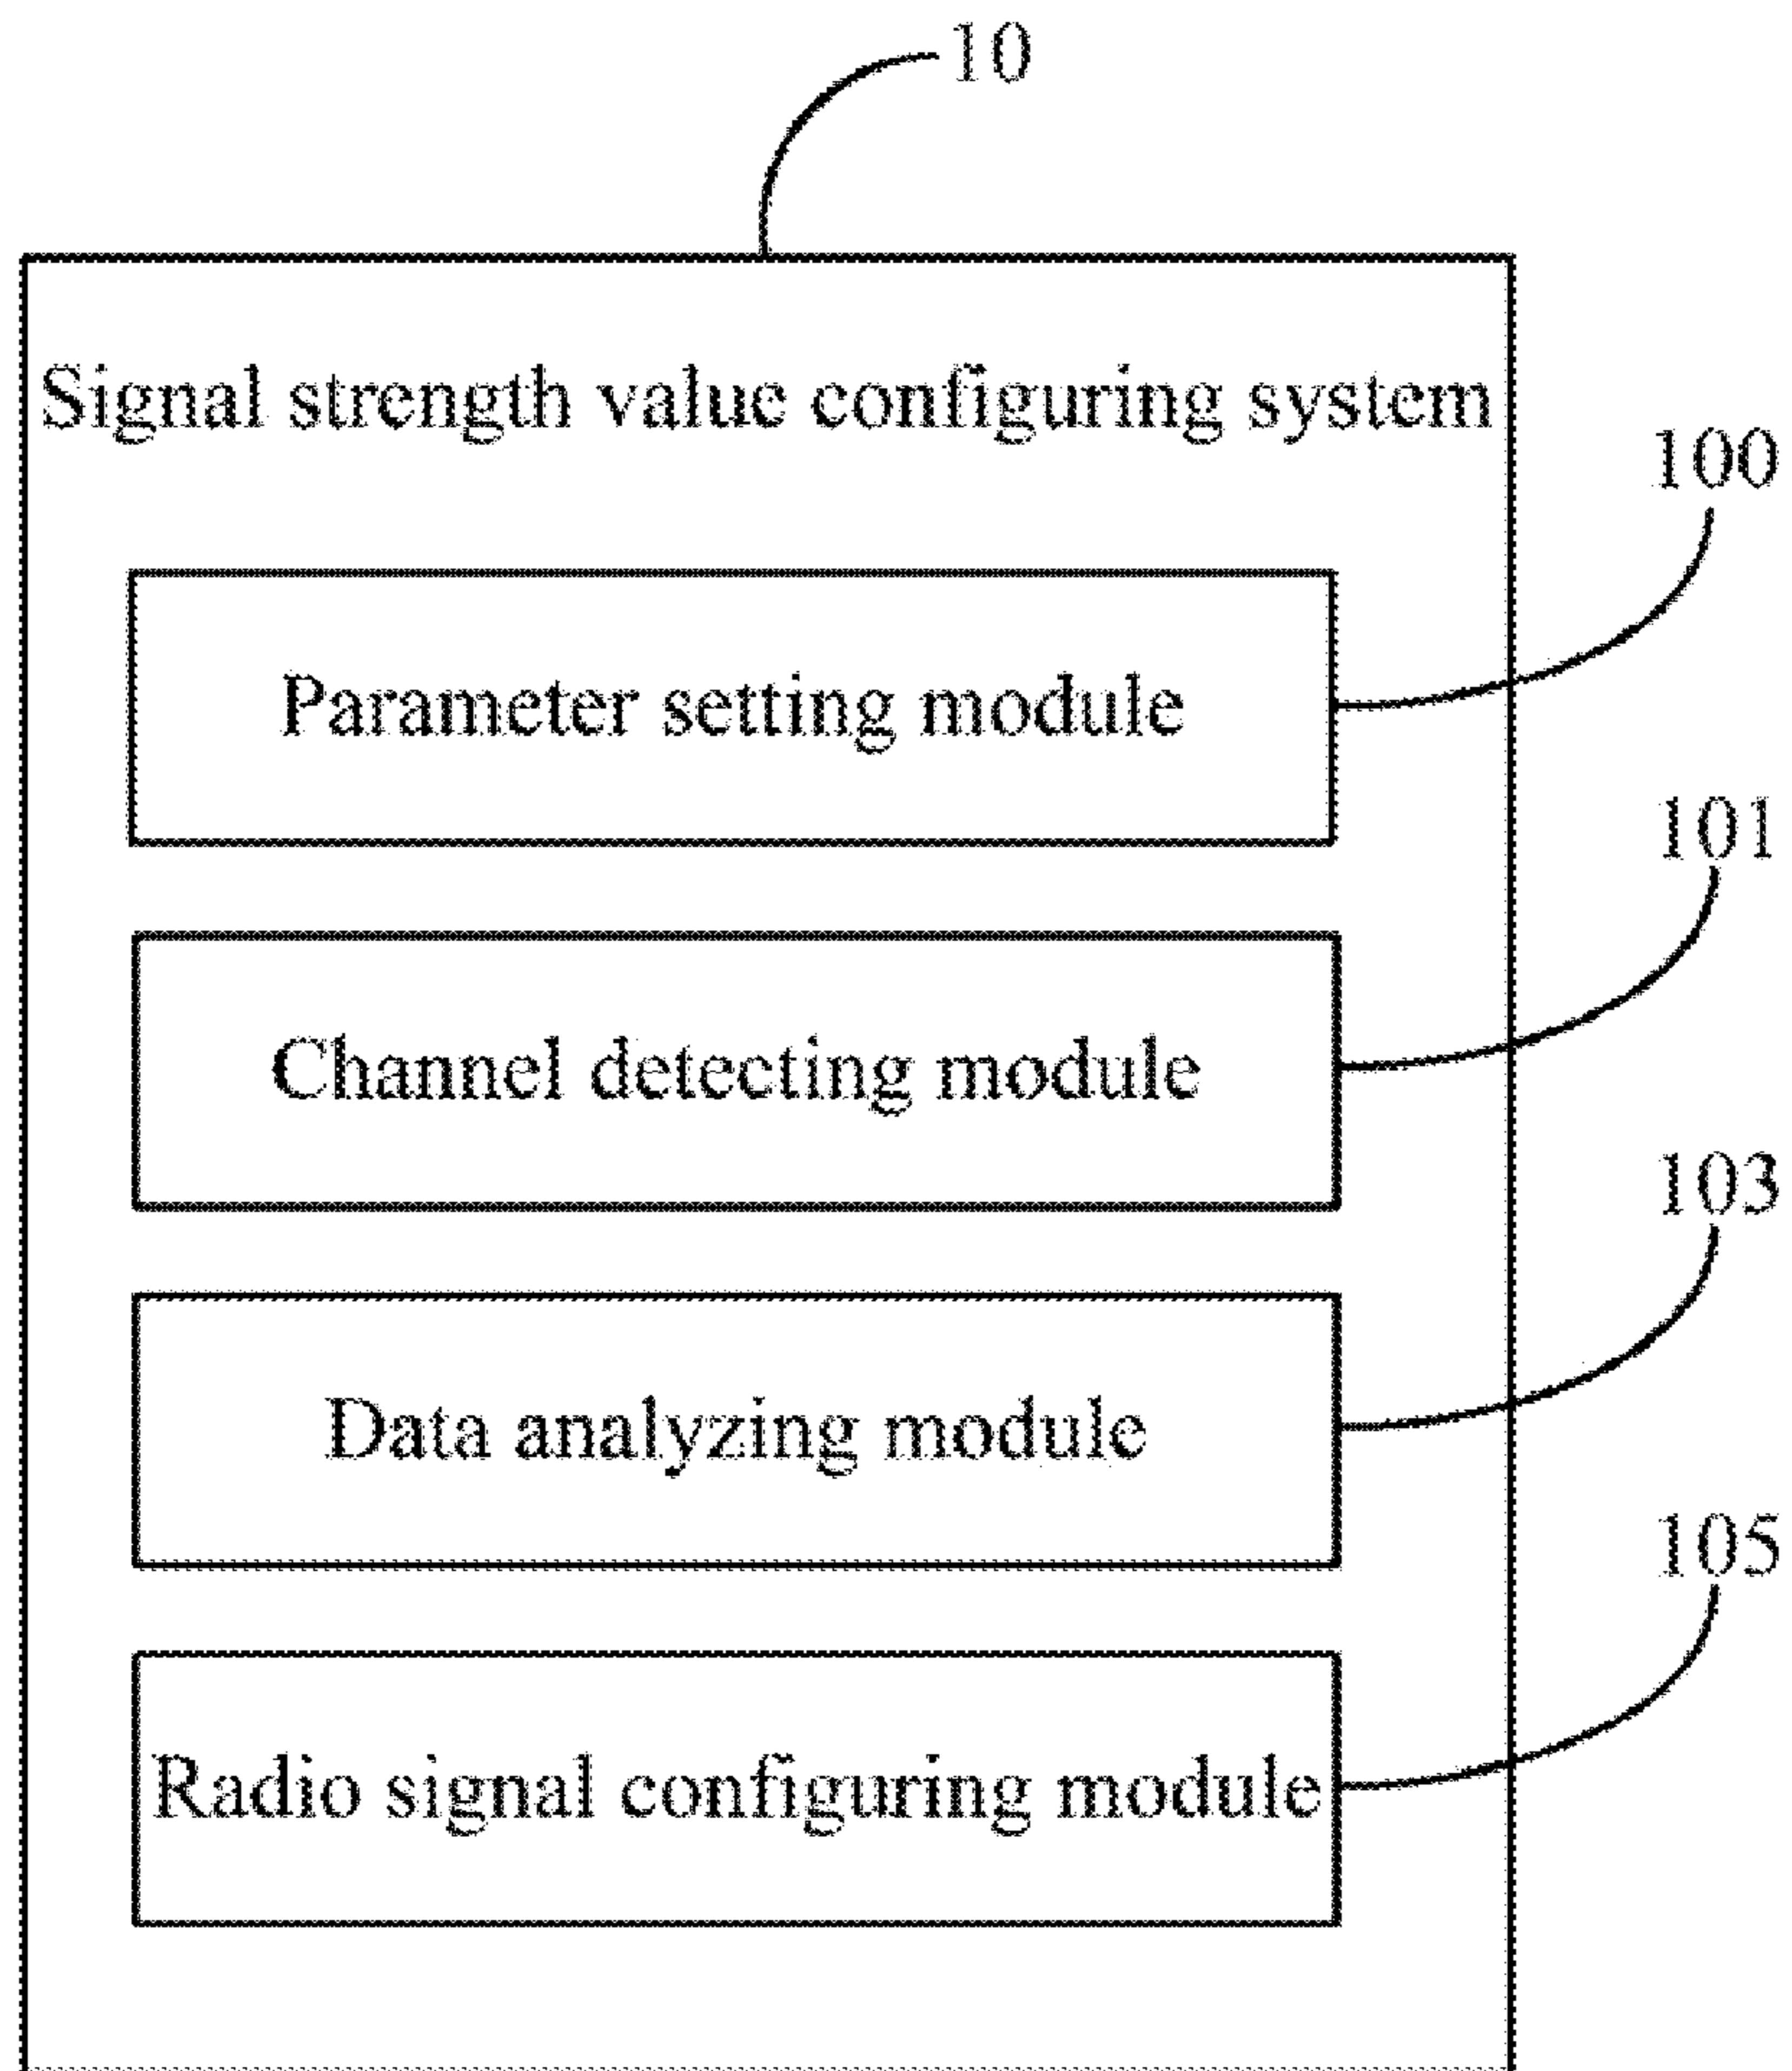 10
Signal strength value configuring system
100
Parameter setting module
101
Channel detecting module
103
Data analyzing module
105
Radio signal configuring module